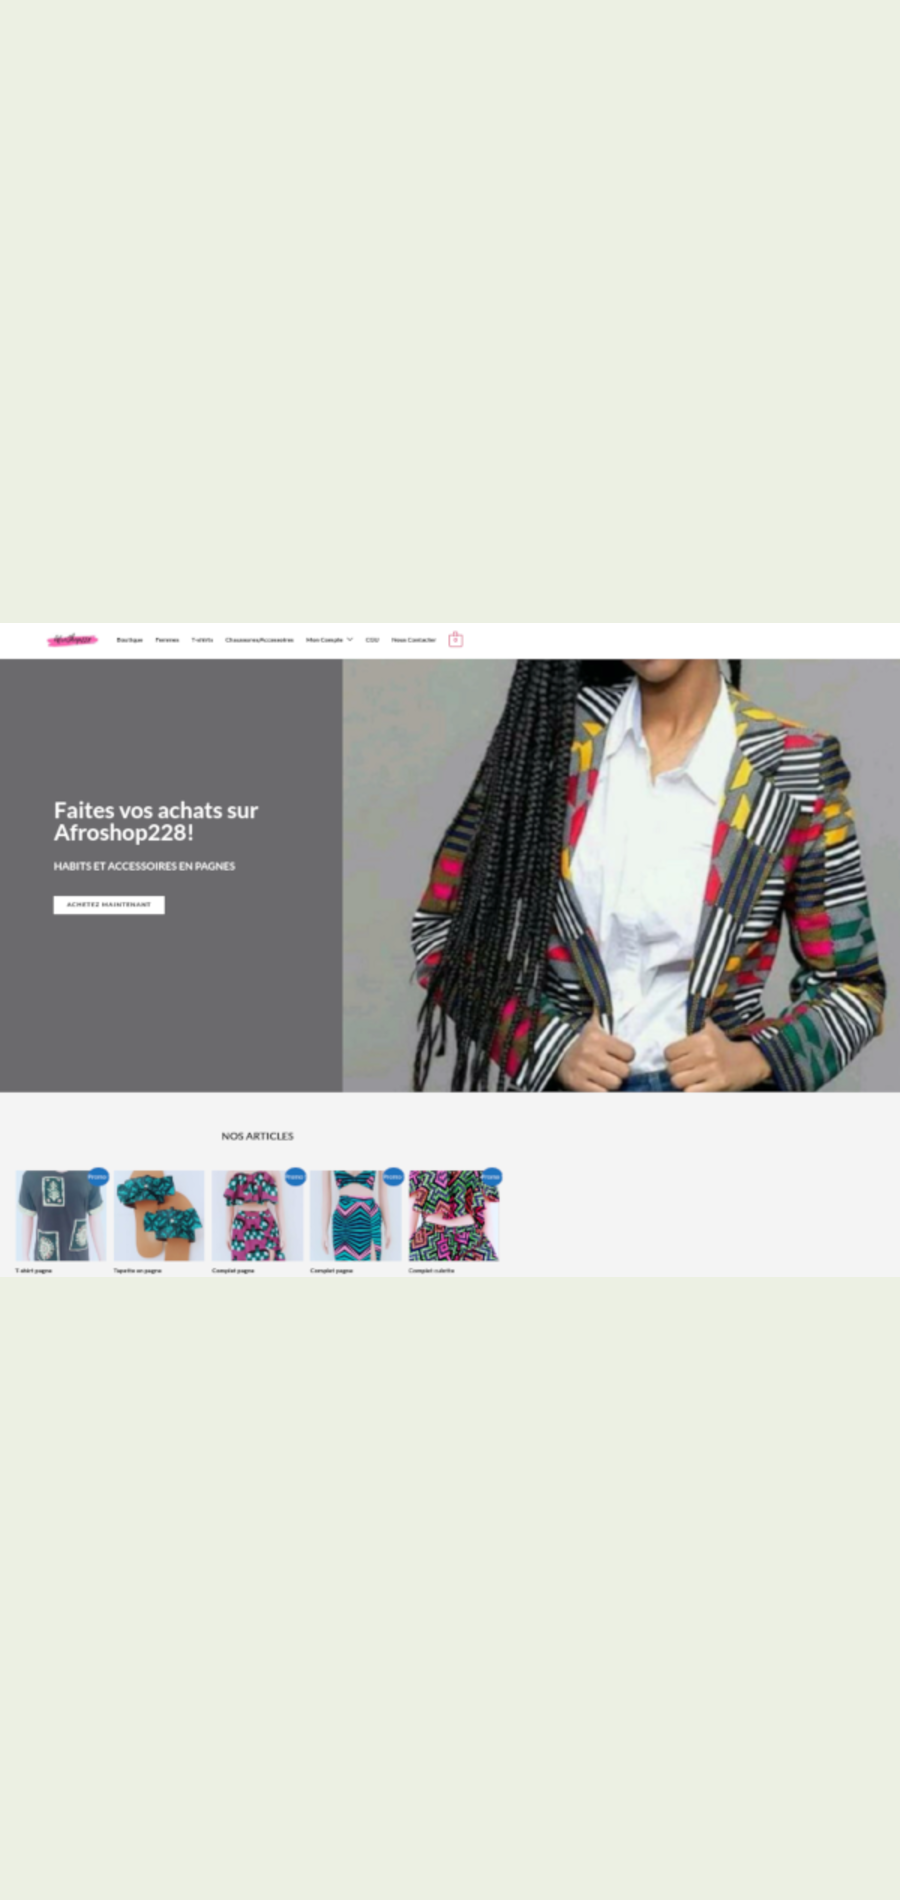 Afroshop228
Boutique Femmes T-shirts Chaussures/Accessoires Mon Compte CGU Nous Contacter 0
Faites vos achats sur
Afroshop228!
HABITS ET ACCESSOIRES EN PAGNES
ACHETEZ MAINTENANT
NOS ARTICLES
Promo Promo Promo Promo
T-shirt pagne Tapette en pagne Complet pagne Complet pagne Complet culotte